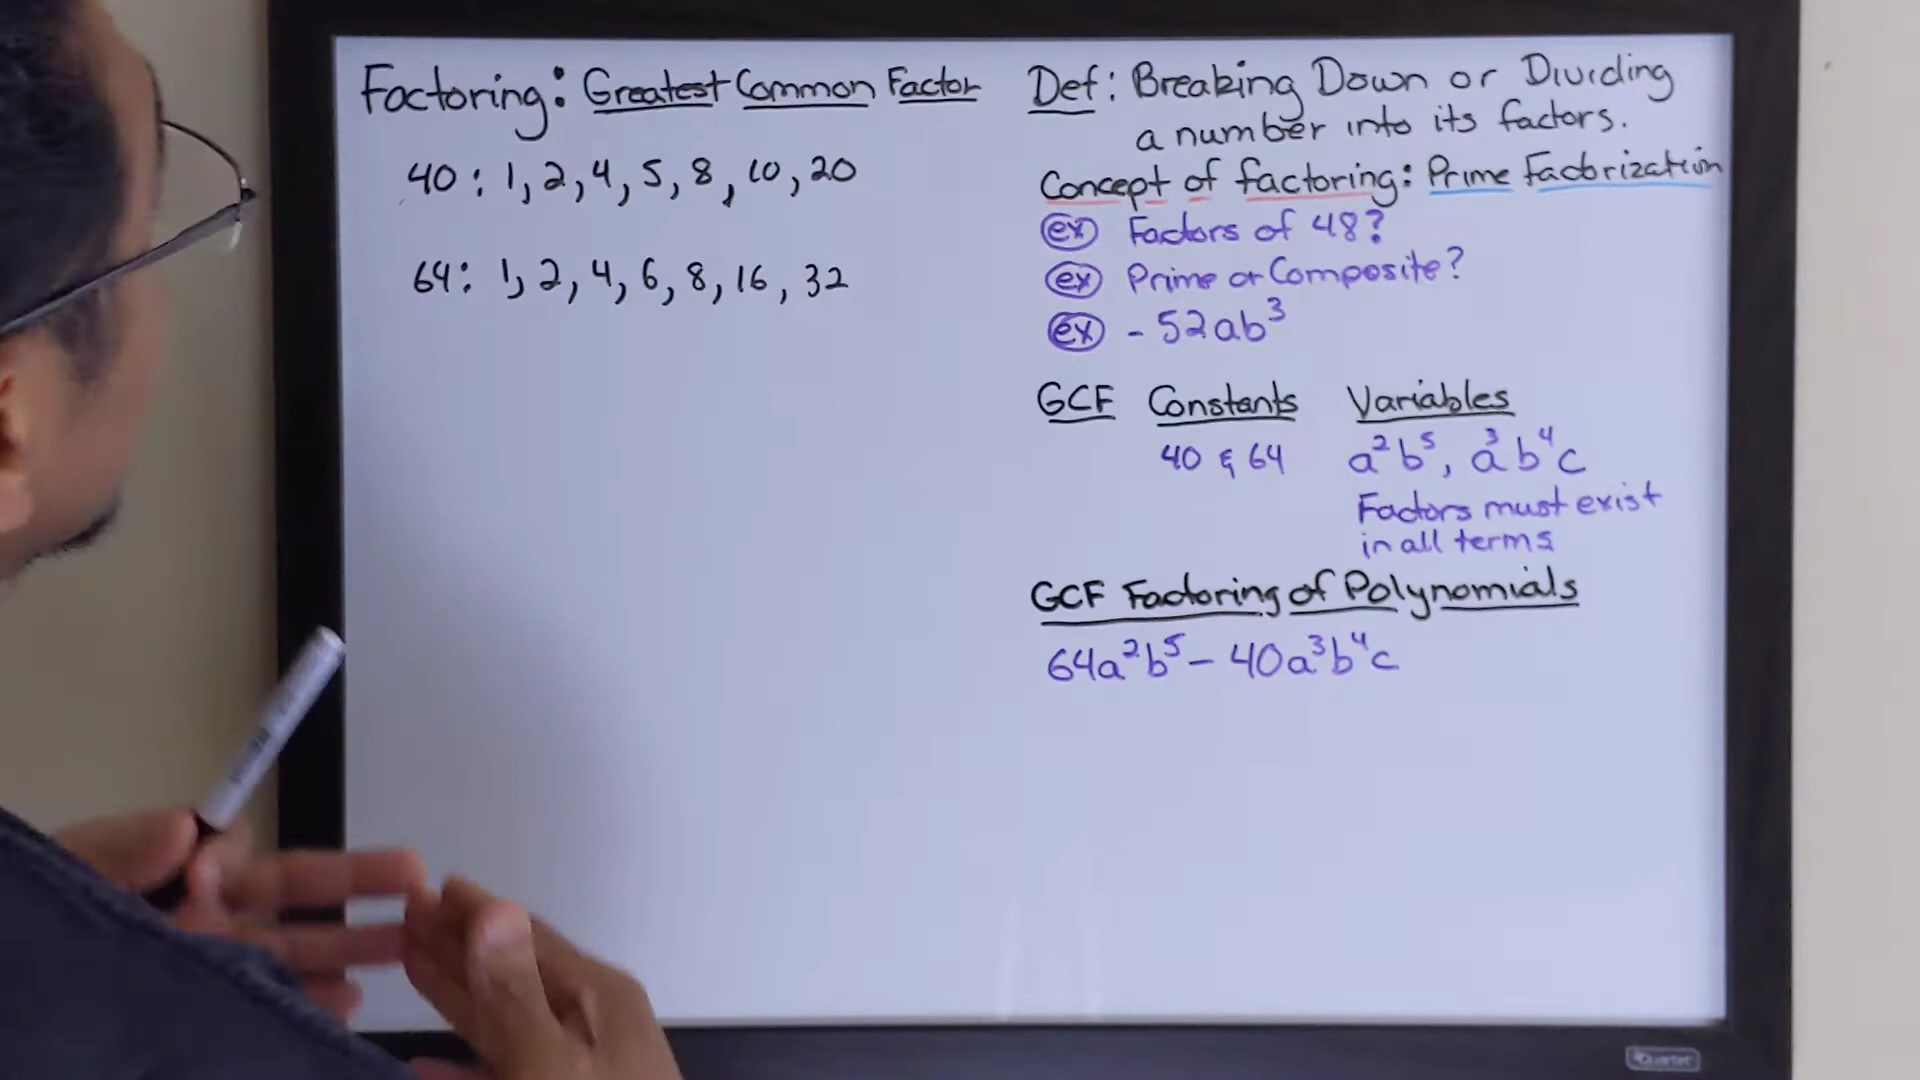 Factoring: Greatest Common Factor
40: 1, 2, 4, 5, 8, 10, 20
64: 1, 2, 4, 6, 8, 16, 32
Def: Breaking Down or Dividing
a number into its factors.
Concept of factoring: Prime Factorization
ex Factors of 48?
ex Prime or Composite?
ex - 52ab³
GCF Constants Variables
40 & 64 a²b⁵, a³b⁴c
Factors must exist
in all terms
GCF Factoring of Polynomials
64a²b⁵ - 40a³b⁴c
Quartet